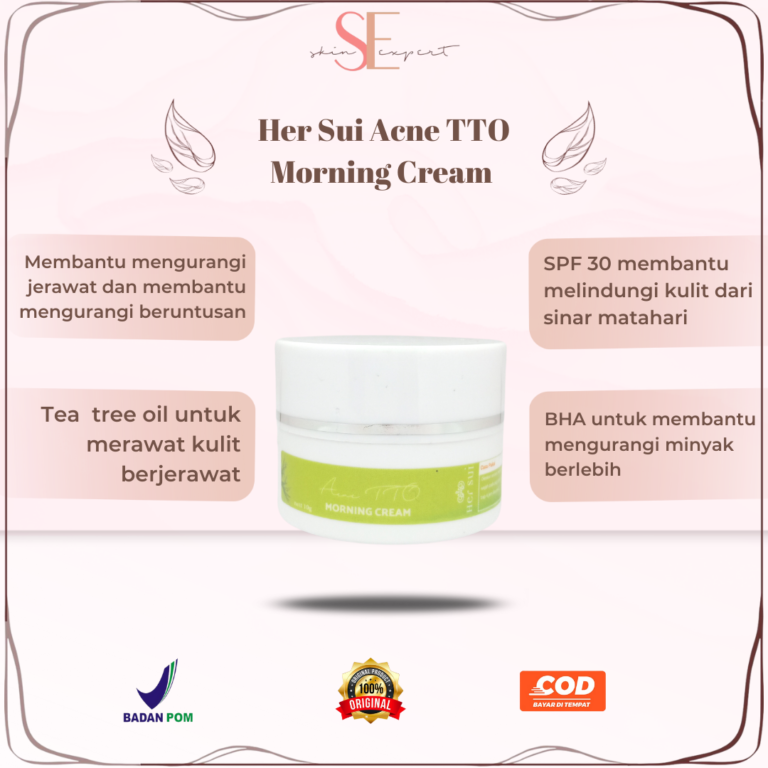 SE
skin expert
Her Sui Acne TTO
Morning Cream
Membantu mengurangi
jerawat dan membantu
mengurangi beruntusan
SPF 30 membantu
melindungi kulit dari
sinar matahari
Tea tree oil untuk
merawat kulit
berjerawat
BHA untuk membantu
mengurangi minyak
berlebih
Acne TTO
MORNING CREAM
Her Sui
BADAN POM
ORIGINAL PRODUCT
100%
ORIGINAL
COD
BAYAR DI TEMPAT